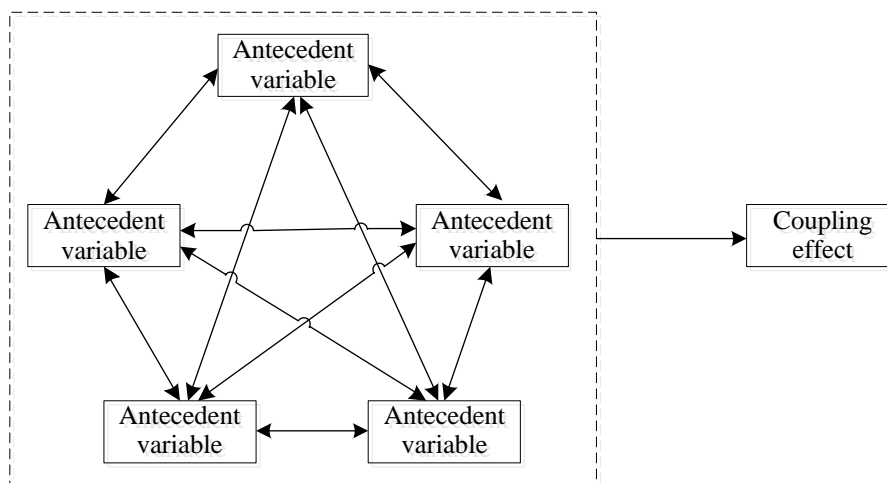 Antecedent
variable
Antecedent
variable
Antecedent
variable
Coupling
effect
Antecedent
variable
Antecedent
variable